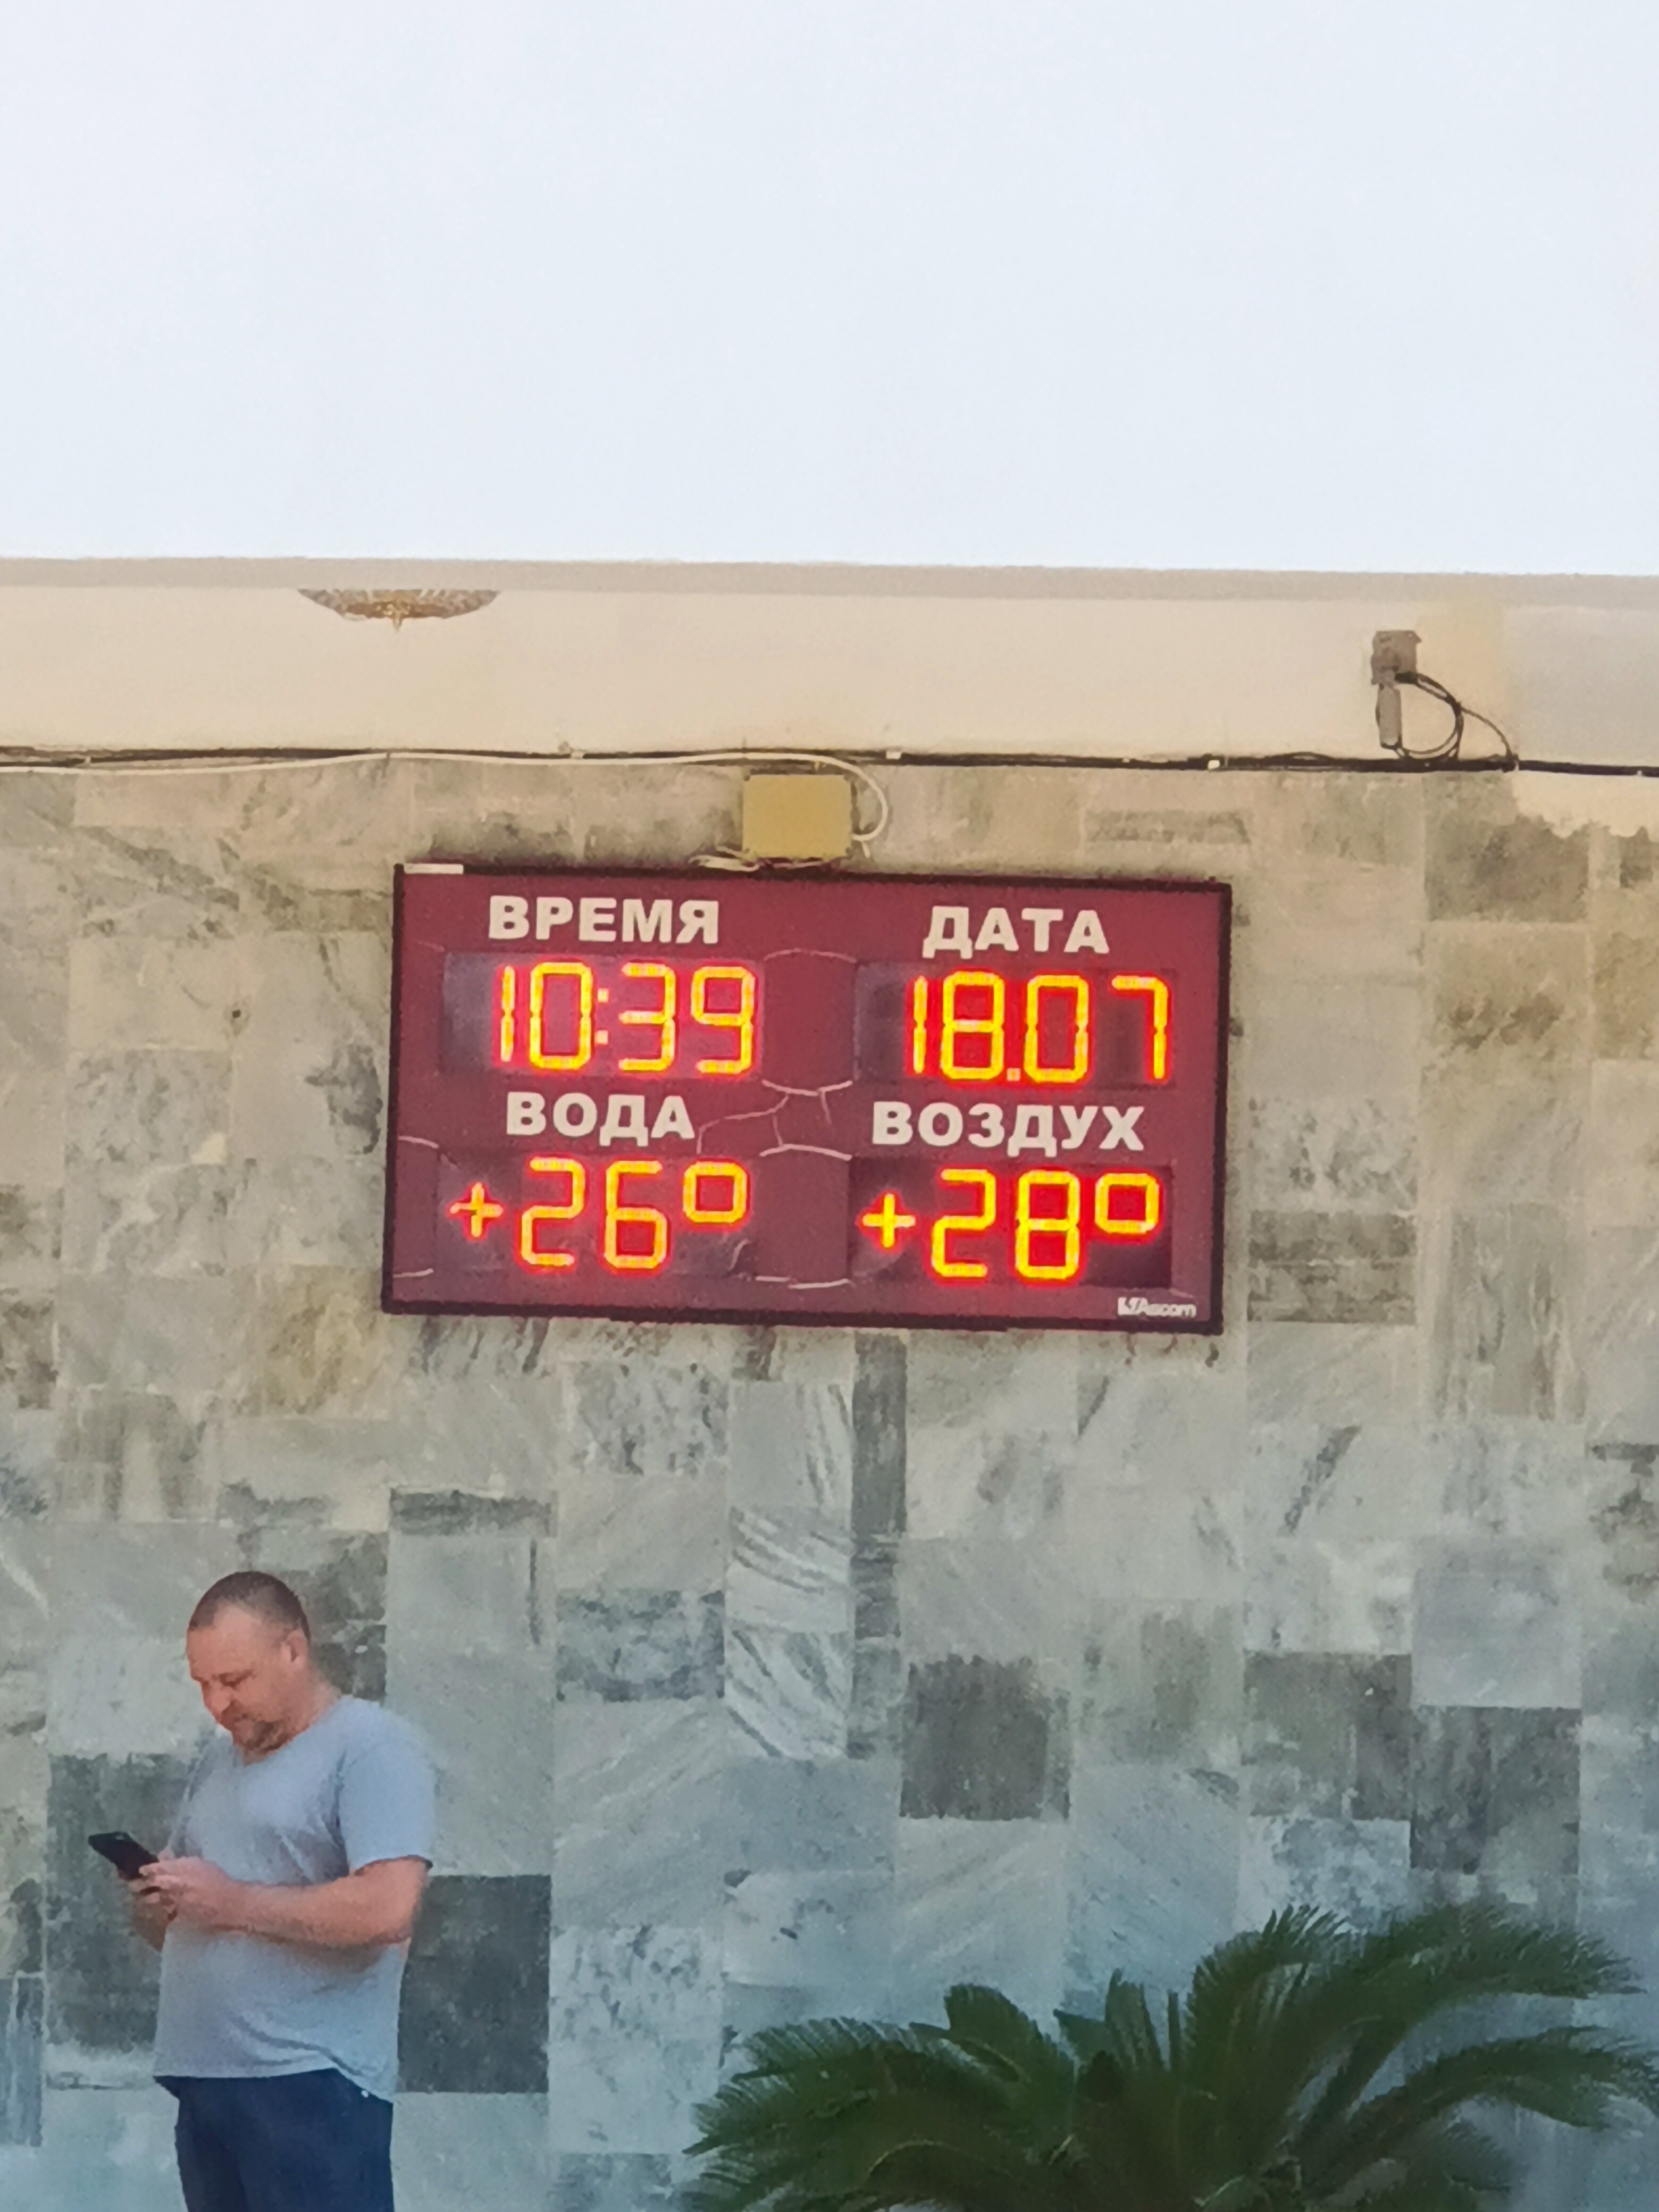 ВРЕМЯ ДАТА
10:39 18.07
ВОДА ВОЗДУХ
+26° +28°
Ascom